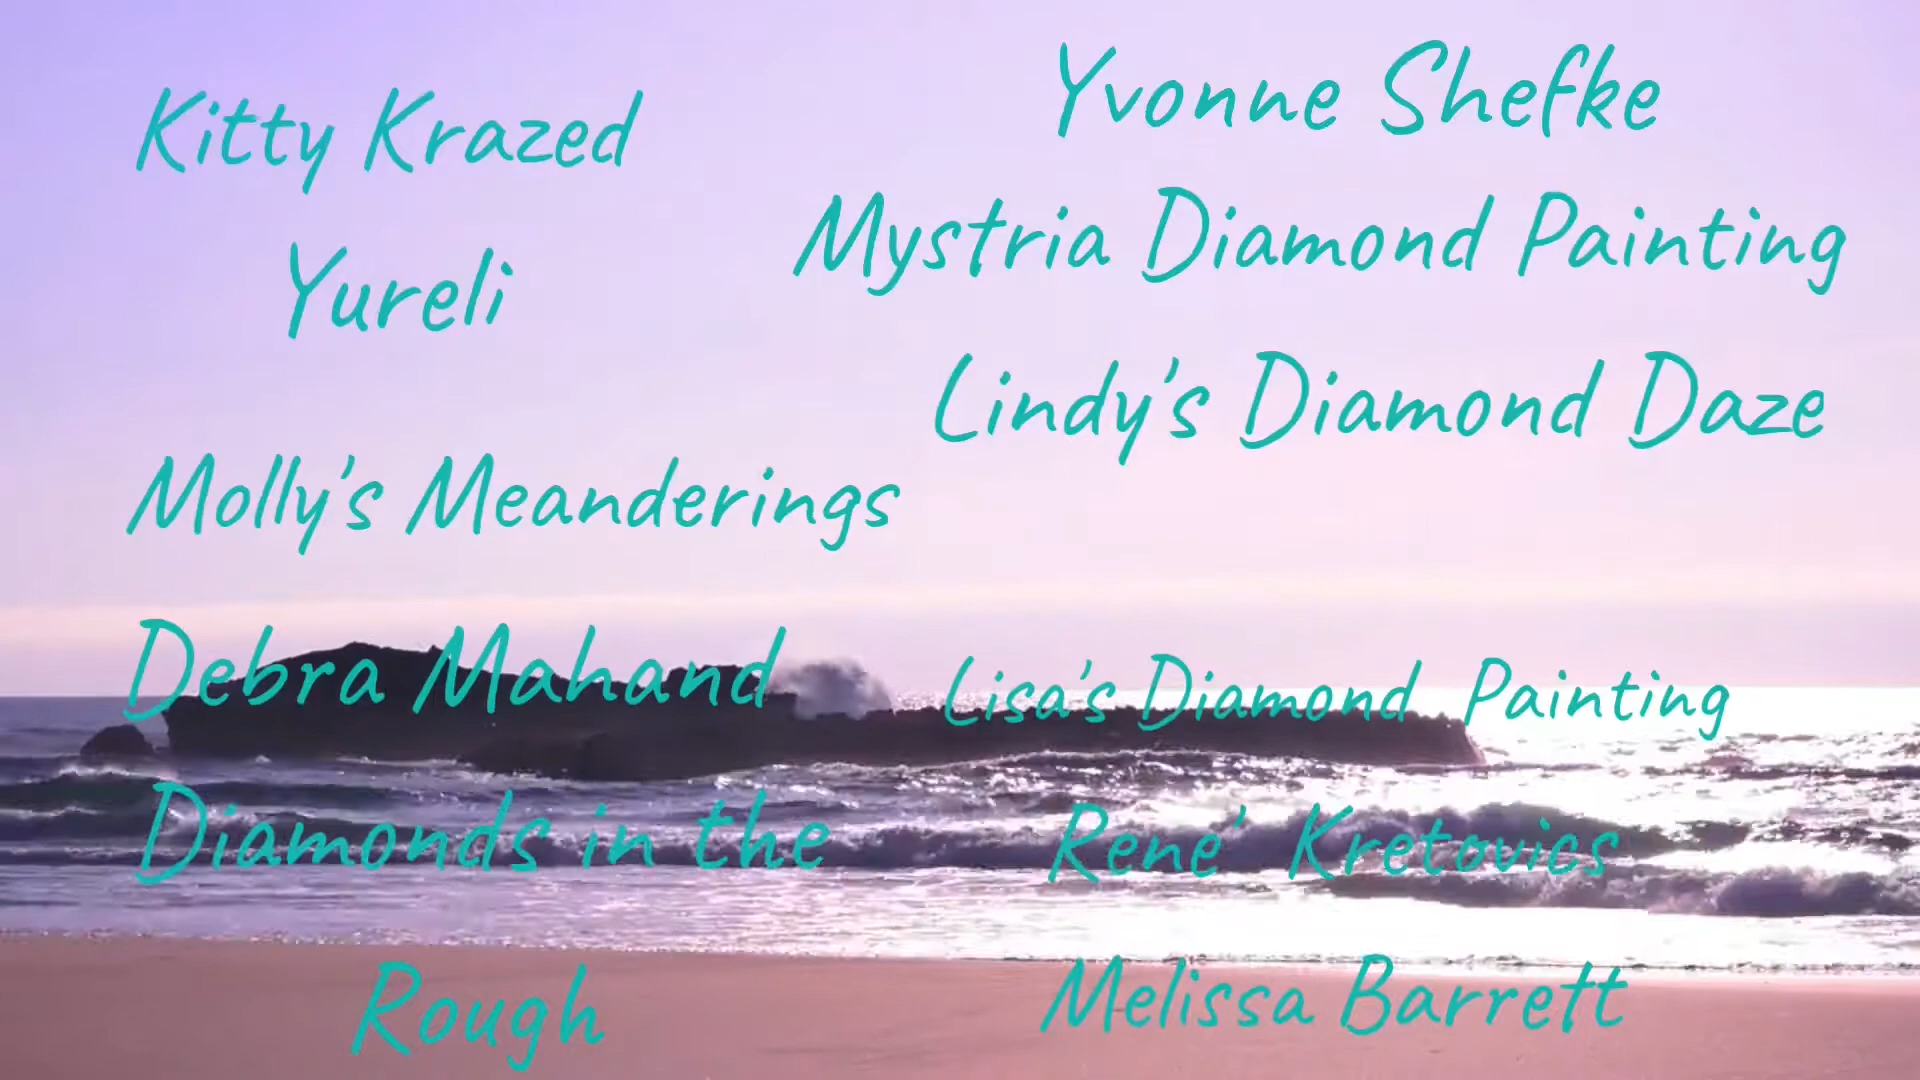 Kitty Krazed
Yureli
Molly's Meanderings
Debra Mahand
Diamonds in the
Rough
Yvonne Shefke
Mystria Diamond Painting
Lindy's Diamond Daze
Lisa's Diamond Painting
Rene' Kretovics
Melissa Barrett